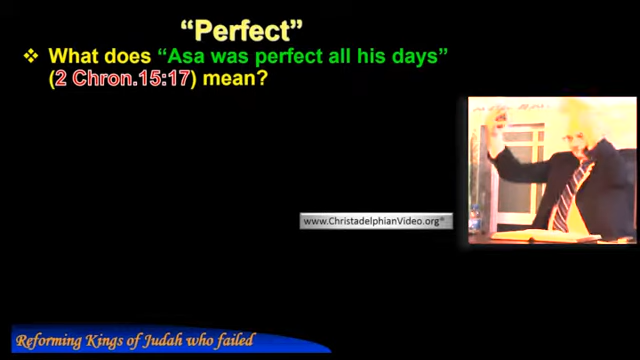 “Perfect”
❖ What does “Asa was perfect all his days”
(2 Chron.15:17) mean?
www.ChristadelphianVideo.org®
Reforming Kings of Judah who failed